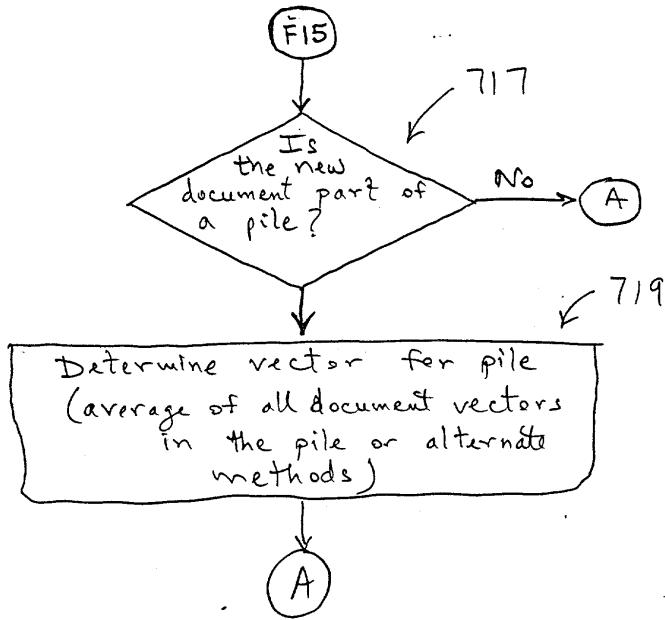 F15
717
Is
the new
document part of
a pile?
No
A
719
Determine vector for pile
(average of all document vectors
in the pile or alternate
methods)
A